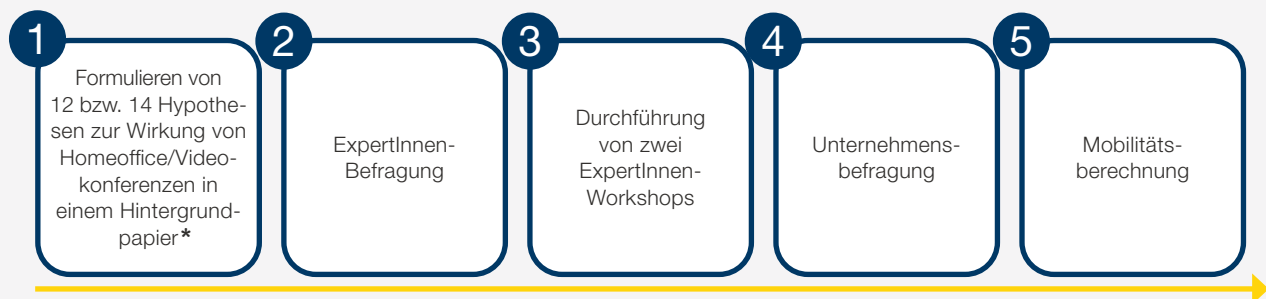 1
Formulieren von
12 bzw. 14 Hypothe-
sen zur Wirkung von
Homeoffice/Video-
konferenzen in
einem Hintergrund-
papier*
2
ExpertInnen-
Befragung
3
Durchführung
von zwei
ExpertInnen-
Workshops
4
Unternehmens-
befragung
5
Mobilitäts-
berechnung